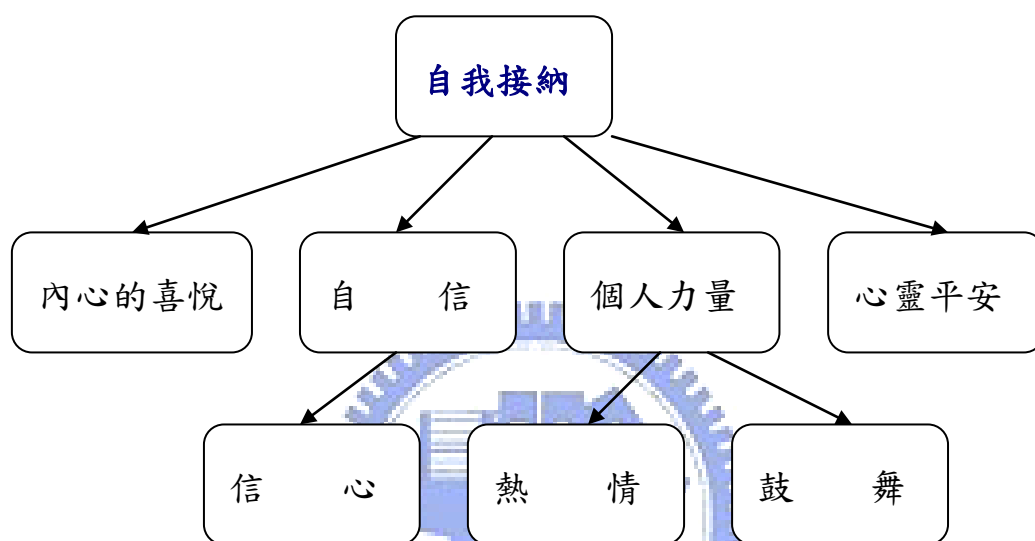 自我接納
內心的喜悅
自 信
個人力量
心靈平安
信 心
熱 情
鼓 舞